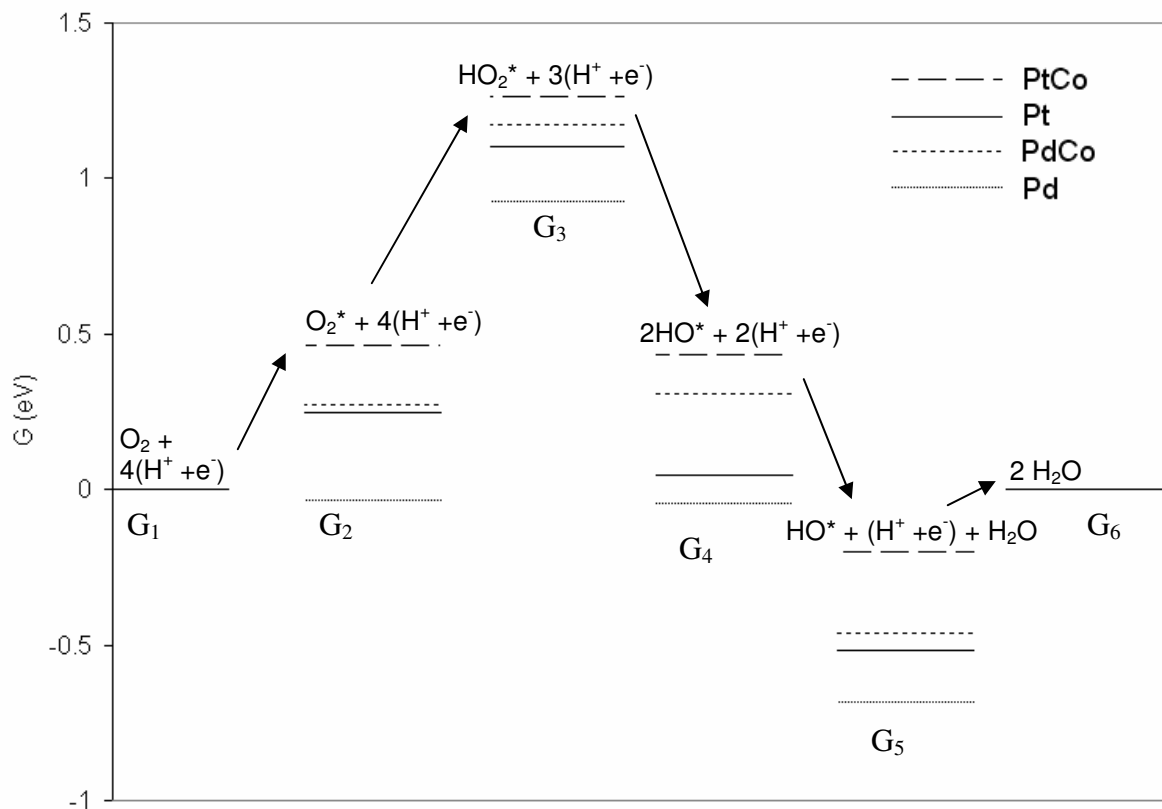 1.5
HO₂* + 3(H⁺ +e⁻)
PtCo
Pt
PdCo
Pd
1
G₃
O₂* + 4(H⁺ +e⁻)
2HO* + 2(H⁺ +e⁻)
0.5
G (eV)
O₂ +
4(H⁺ +e⁻)
2 H₂O
0
G₁
G₂
G₄
HO* + (H⁺ +e⁻) + H₂O
G₆
-0.5
G₅
-1